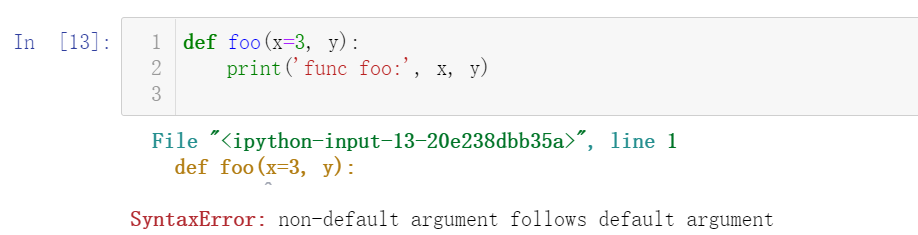 In [13]:
1 def foo(x=3, y):
2     print('func foo:', x, y)
3
File "<ipython-input-13-20e238dbb35a>", line 1
def foo(x=3, y):
^
SyntaxError: non-default argument follows default argument